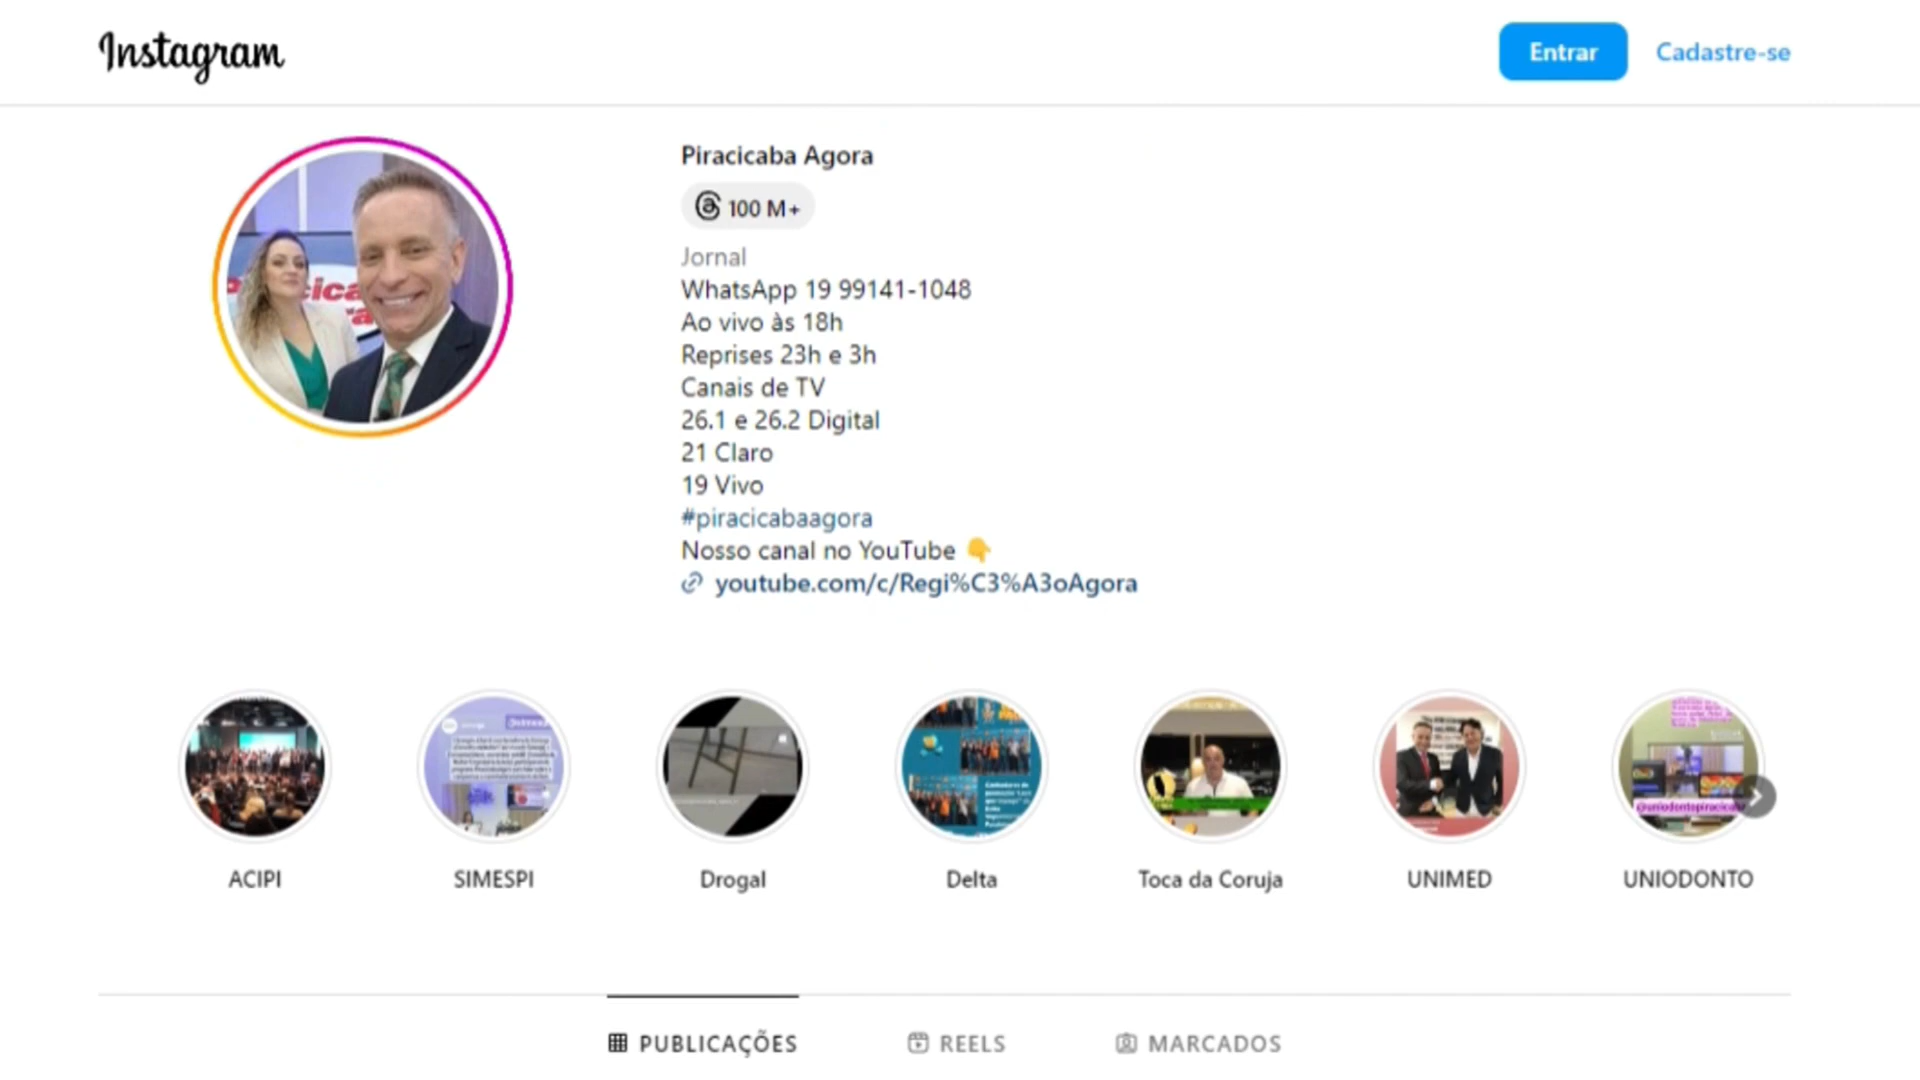 Instagram
Entrar
Cadastre-se
Piracicaba Agora
100 M+
Jornal
WhatsApp 19 99141-1048
Ao vivo às 18h
Reprises 23h e 3h
Canais de TV
26.1 e 26.2 Digital
21 Claro
19 Vivo
#piracicabaagora
Nosso canal no YouTube 👇
youtube.com/c/Regi%C3%A3oAgora
ACIPI
SIMESPI
Drogal
Delta
Toca da Coruja
UNIMED
UNIODONTO
PUBLICAÇÕES
REELS
MARCADOS